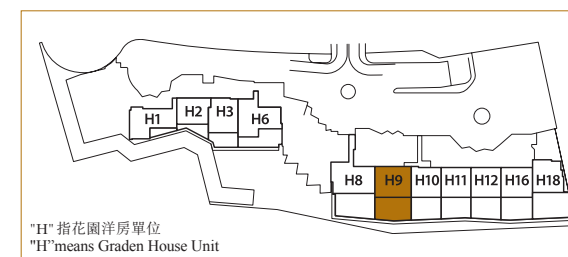 H1 H2 H3 H6
H8 H9 H10 H11 H12 H16 H18
"H" 指花園洋房單位
"H"means Graden House Unit